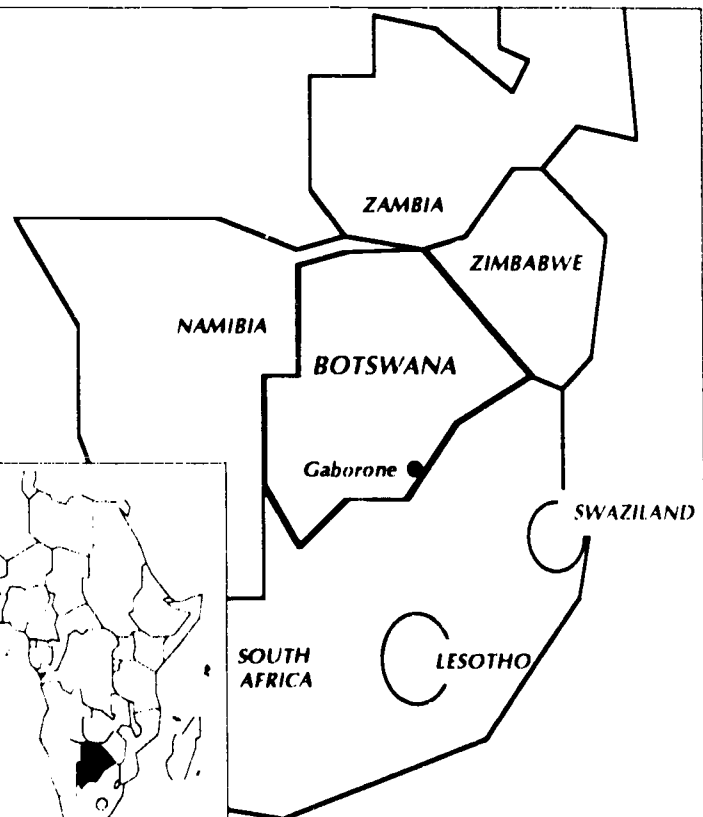 ZAMBIA
ZIMBABWE
NAMIBIA
BOTSWANA
Gaborone
SWAZILAND
SOUTH
AFRICA
LESOTHO